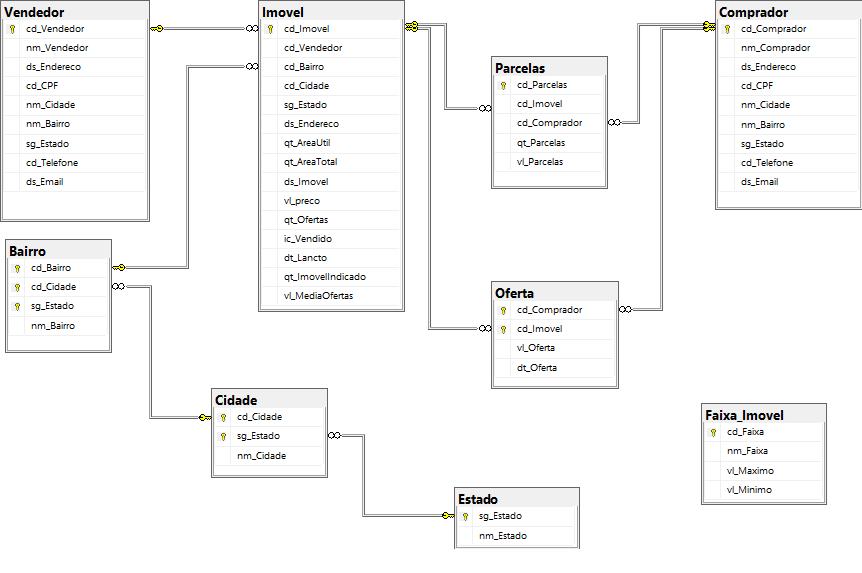 Vendedor
cd_Vendedor
nm_Vendedor
ds_Endereco
cd_CPF
nm_Cidade
nm_Bairro
sg_Estado
cd_Telefone
ds_Email
Imovel
cd_Imovel
cd_Vendedor
cd_Bairro
cd_Cidade
sg_Estado
ds_Endereco
qt_AreaUtil
qt_AreaTotal
ds_Imovel
vl_preco
qt_Ofertas
ic_Vendido
dt_Lancto
qt_ImovelIndicado
vl_MediaOfertas
Parcelas
cd_Parcelas
cd_Imovel
cd_Comprador
qt_Parcelas
vl_Parcelas
Comprador
cd_Comprador
nm_Comprador
ds_Endereco
cd_CPF
nm_Cidade
nm_Bairro
sg_Estado
cd_Telefone
ds_Email
Bairro
cd_Bairro
cd_Cidade
sg_Estado
nm_Bairro
Oferta
cd_Comprador
cd_Imovel
vl_Oferta
dt_Oferta
Cidade
cd_Cidade
sg_Estado
nm_Cidade
Faixa_Imovel
cd_Faixa
nm_Faixa
vl_Maximo
vl_Minimo
Estado
sg_Estado
nm_Estado